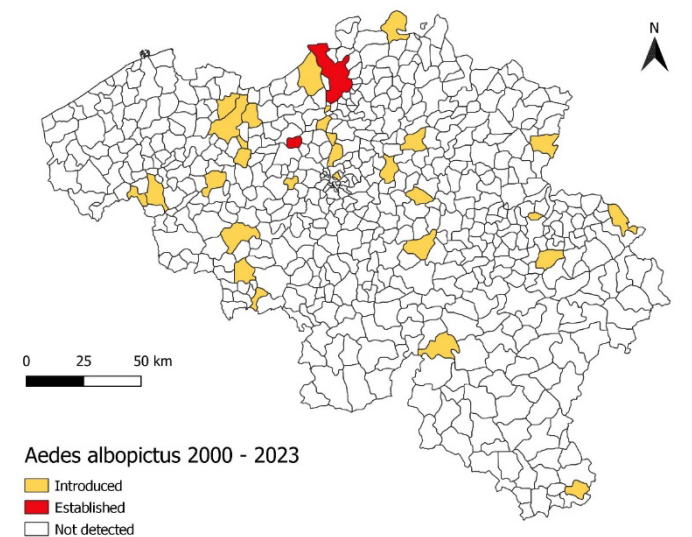 N
0 25 50 km
Aedes albopictus 2000 - 2023
Introduced
Established
Not detected